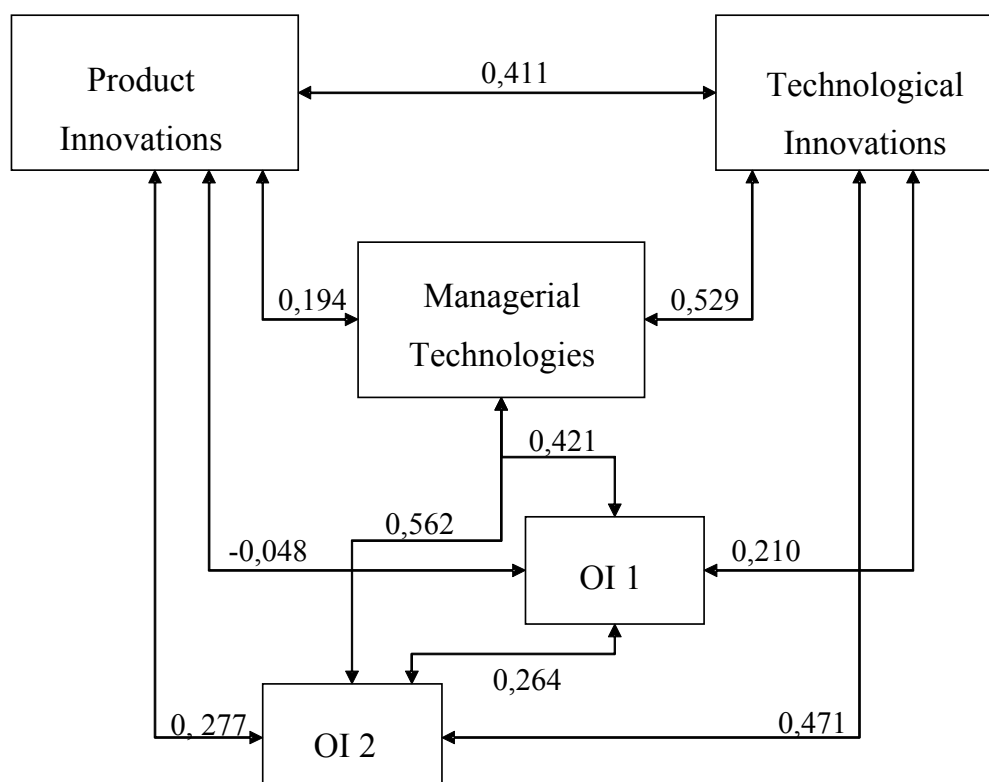 Product
Innovations
0,411
Technological
Innovations
0,194
Managerial
Technologies
0,529
0,421
0,562
-0,048
OI 1
0,210
0,264
0, 277
OI 2
0,471